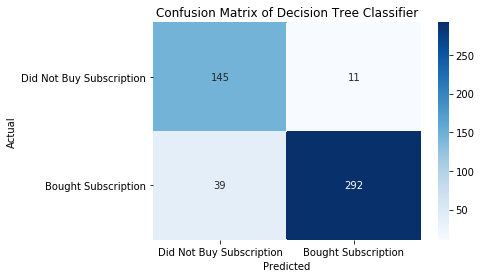 Confusion Matrix of Decision Tree Classifier
Did Not Buy Subscription
145
11
Bought Subscription
39
292
Actual
Did Not Buy Subscription
Bought Subscription
Predicted
250
200
150
100
50